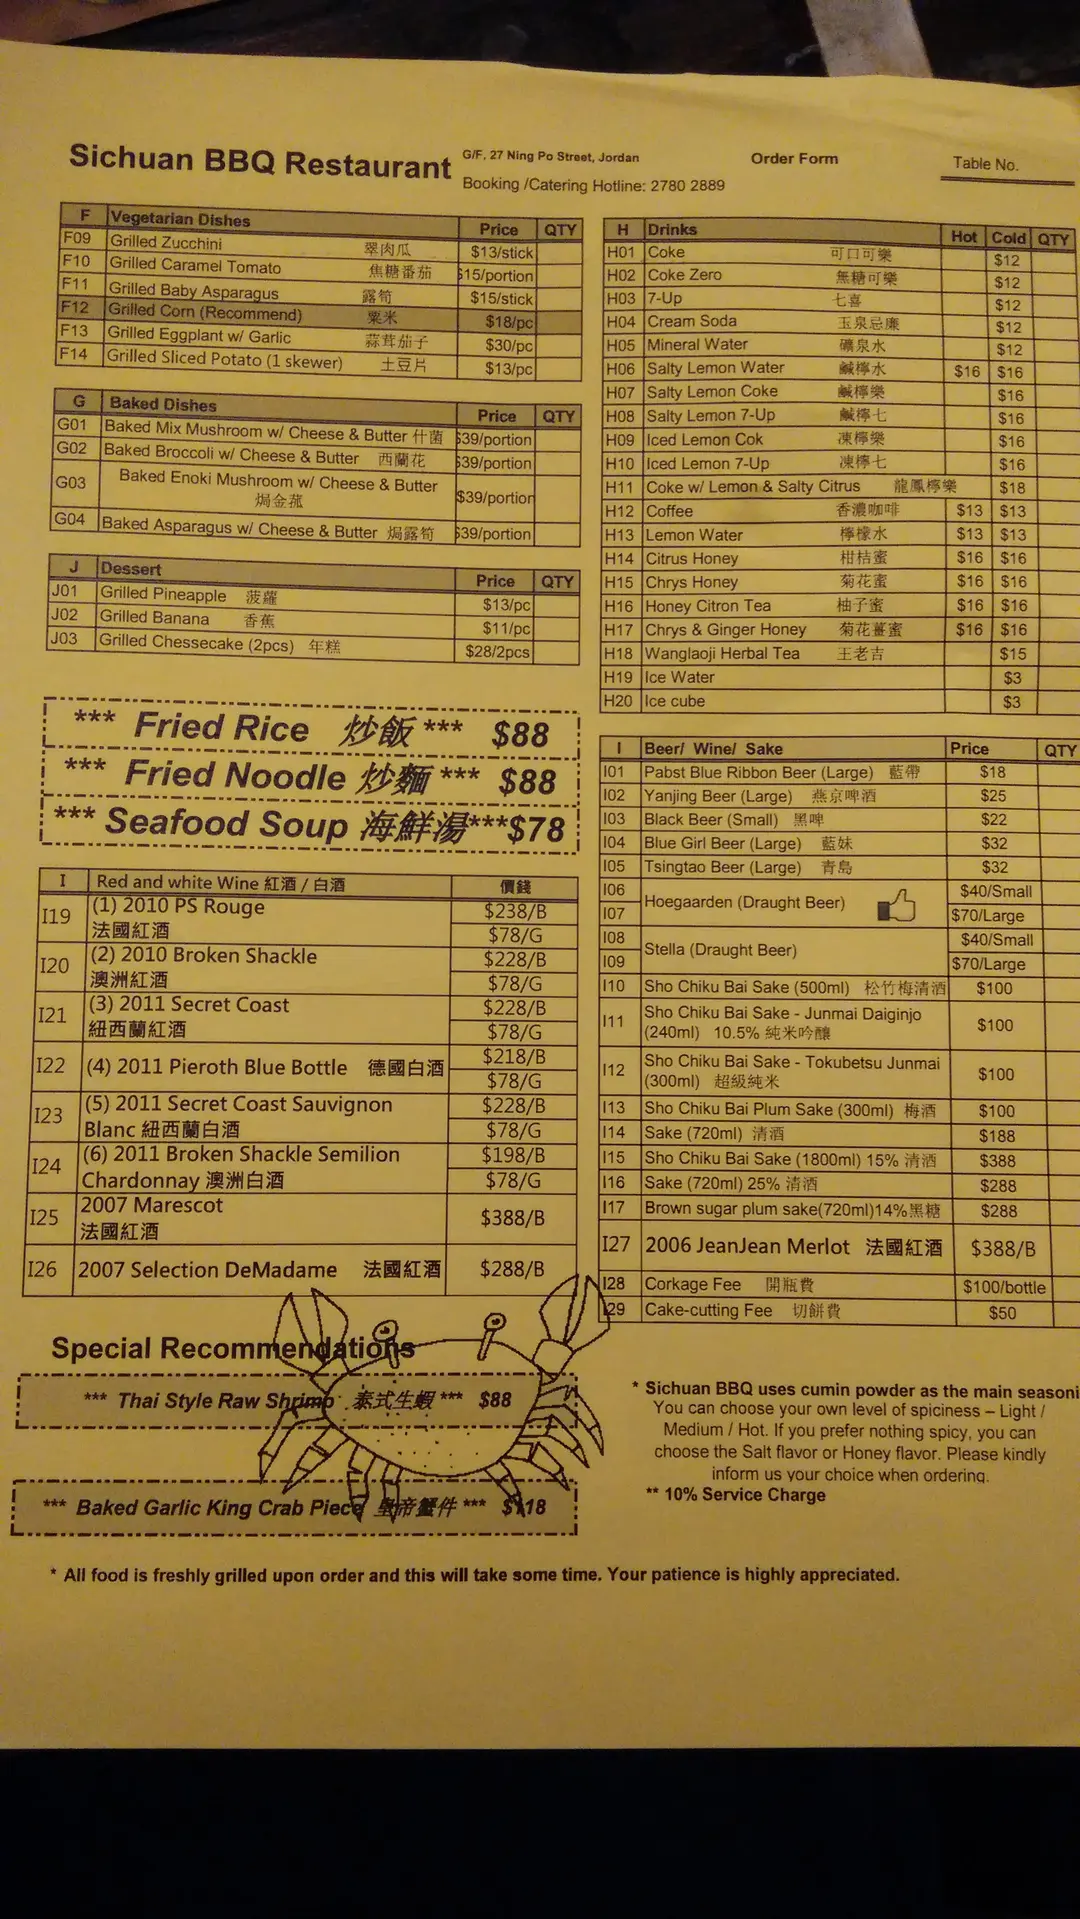 Sichuan BBQ Restaurant
G/F, 27 Ning Po Street, Jordan
Booking /Catering Hotline: 2780 2889
Order Form
Table No.
F Vegetarian Dishes Price QTY
F09 Grilled Zucchini 翠肉瓜 $13/stick
F10 Grilled Caramel Tomato 焦糖番茄 $15/portion
F11 Grilled Baby Asparagus 露筍 $15/stick
F12 Grilled Corn (Recommend) 粟米 $18/pc
F13 Grilled Eggplant w/ Garlic 蒜茸茄子 $30/pc
F14 Grilled Sliced Potato (1 skewer) 土豆片 $13/pc
G Baked Dishes Price QTY
G01 Baked Mix Mushroom w/ Cheese & Butter 什菌 $39/portion
G02 Baked Broccoli w/ Cheese & Butter 西蘭花 $39/portion
G03 Baked Enoki Mushroom w/ Cheese & Butter
焗金菰 $39/portion
G04 Baked Asparagus w/ Cheese & Butter 焗露筍 $39/portion
J Dessert Price QTY
J01 Grilled Pineapple 菠蘿 $13/pc
J02 Grilled Banana 香蕉 $11/pc
J03 Grilled Chessecake (2pcs) 年糕 $28/2pcs
*** Fried Rice 炒飯 *** $88
*** Fried Noodle 炒麵 *** $88
*** Seafood Soup 海鮮湯***$78
I Red and white Wine 紅酒 / 白酒 價錢
I19 (1) 2010 PS Rouge $238/B
法國紅酒 $78/G
I20 (2) 2010 Broken Shackle $228/B
澳洲紅酒 $78/G
I21 (3) 2011 Secret Coast $228/B
紐西蘭紅酒 $78/G
I22 (4) 2011 Pieroth Blue Bottle 德國白酒 $218/B
$78/G
I23 (5) 2011 Secret Coast Sauvignon $228/B
Blanc 紐西蘭白酒 $78/G
I24 (6) 2011 Broken Shackle Semilion $198/B
Chardonnay 澳洲白酒 $78/G
I25 2007 Marescot
法國紅酒 $388/B
I26 2007 Selection DeMadame 法國紅酒 $288/B
Special Recommendations
*** Thai Style Raw Shrimp 泰式生蝦 *** $88
*** Baked Garlic King Crab Piece 皇帝蟹件 *** $118
H Drinks Hot Cold QTY
H01 Coke 可口可樂 $12
H02 Coke Zero 無糖可樂 $12
H03 7-Up 七喜 $12
H04 Cream Soda 玉泉忌廉 $12
H05 Mineral Water 礦泉水 $12
H06 Salty Lemon Water 鹹檸水 $16 $16
H07 Salty Lemon Coke 鹹檸樂 $16
H08 Salty Lemon 7-Up 鹹檸七 $16
H09 Iced Lemon Cok 凍檸樂 $16
H10 Iced Lemon 7-Up 凍檸七 $16
H11 Coke w/ Lemon & Salty Citrus 龍鳳檸樂 $18
H12 Coffee 香濃咖啡 $13 $13
H13 Lemon Water 檸檬水 $13 $13
H14 Citrus Honey 柑桔蜜 $16 $16
H15 Chrys Honey 菊花蜜 $16 $16
H16 Honey Citron Tea 柚子蜜 $16 $16
H17 Chrys & Ginger Honey 菊花薑蜜 $16 $16
H18 Wanglaoji Herbal Tea 王老吉 $15
H19 Ice Water $3
H20 Ice cube $3
I Beer/ Wine/ Sake Price QTY
I01 Pabst Blue Ribbon Beer (Large) 藍帶 $18
I02 Yanjing Beer (Large) 燕京啤酒 $25
I03 Black Beer (Small) 黑啤 $22
I04 Blue Girl Beer (Large) 藍妹 $32
I05 Tsingtao Beer (Large) 青島 $32
I06 Hoegaarden (Draught Beer) $40/Small
I07 $70/Large
I08 Stella (Draught Beer) $40/Small
I09 $70/Large
I10 Sho Chiku Bai Sake (500ml) 松竹梅清酒 $100
I11 Sho Chiku Bai Sake - Junmai Daiginjo
(240ml) 10.5% 純米吟釀 $100
I12 Sho Chiku Bai Sake - Tokubetsu Junmai
(300ml) 超級純米 $100
I13 Sho Chiku Bai Plum Sake (300ml) 梅酒 $100
I14 Sake (720ml) 清酒 $188
I15 Sho Chiku Bai Sake (1800ml) 15% 清酒 $388
I16 Sake (720ml) 25% 清酒 $288
I17 Brown sugar plum sake(720ml)14%黑糖 $288
I27 2006 JeanJean Merlot 法國紅酒 $388/B
I28 Corkage Fee 開瓶費 $100/bottle
I29 Cake-cutting Fee 切餅費 $50
* Sichuan BBQ uses cumin powder as the main seasoni
You can choose your own level of spiciness – Light /
Medium / Hot. If you prefer nothing spicy, you can
choose the Salt flavor or Honey flavor. Please kindly
inform us your choice when ordering.
** 10% Service Charge
* All food is freshly grilled upon order and this will take some time. Your patience is highly appreciated.